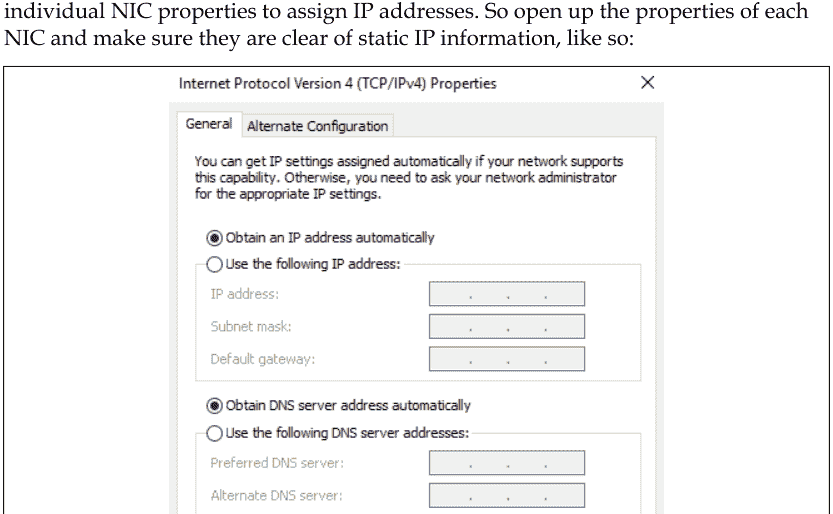 individual NIC properties to assign IP addresses. So open up the properties of each
NIC and make sure they are clear of static IP information, like so:
Internet Protocol Version 4 (TCP/IPv4) Properties
General
Alternate Configuration
You can get IP settings assigned automatically if your network supports
this capability. Otherwise, you need to ask your network administrator
for the appropriate IP settings.
Obtain an IP address automatically
Use the following IP address:
IP address:
Subnet mask:
Default gateway:
Obtain DNS server address automatically
Use the following DNS server addresses:
Preferred DNS server:
Alternate DNS server: